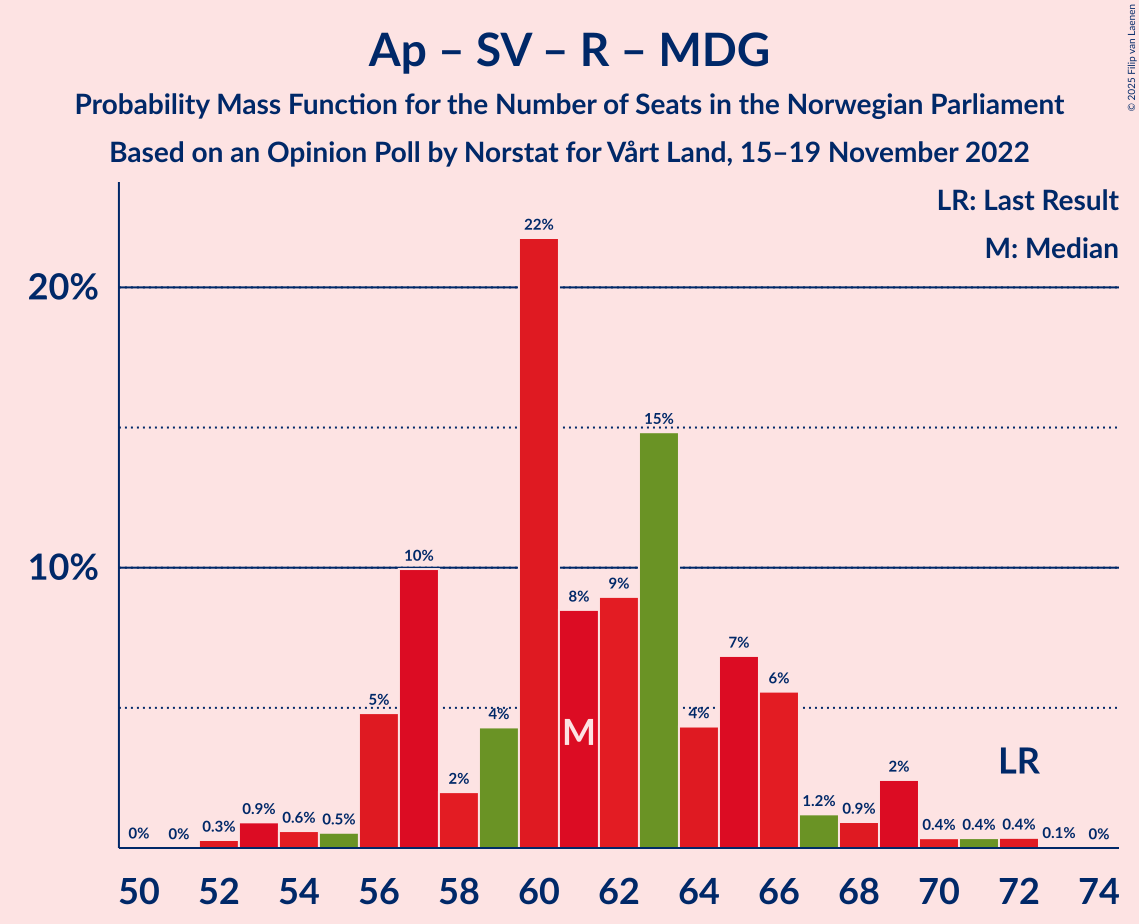 Ap – SV – R – MDG
Probability Mass Function for the Number of Seats in the Norwegian Parliament
Based on an Opinion Poll by Norstat for Vårt Land, 15–19 November 2022
© 2025 Filip van Laenen
LR: Last Result
M: Median
20%
10%
0% 0% 0.3% 0.9% 0.6% 0.5% 5% 10% 2% 4% 22% 8% 9% 15% 4% 7% 6% 1.2% 0.9% 2% 0.4% 0.4% 0.4% 0.1% 0%
M
LR
50 52 54 56 58 60 62 64 66 68 70 72 74